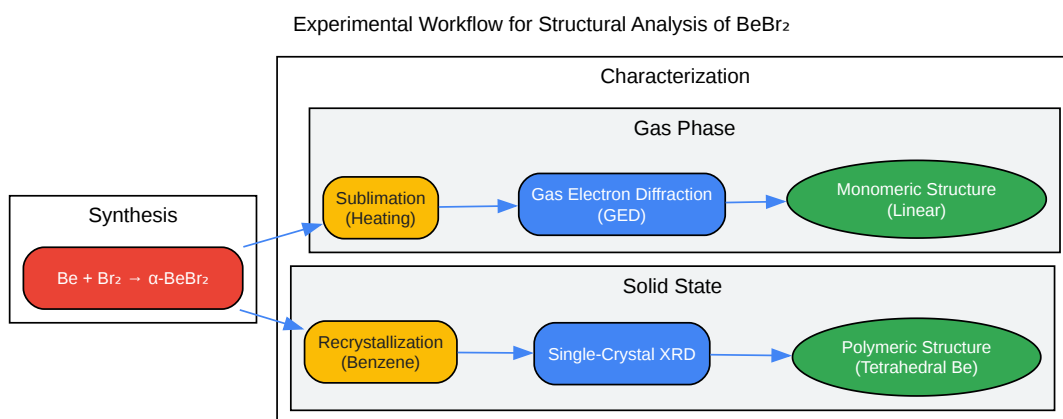 Experimental Workflow for Structural Analysis of BeBr₂
Characterization
Gas Phase
Sublimation
(Heating)
Gas Electron Diffraction
(GED)
Monomeric Structure
(Linear)
Synthesis
Be + Br₂ → α-BeBr₂
Solid State
Recrystallization
(Benzene)
Single-Crystal XRD
Polymeric Structure
(Tetrahedral Be)